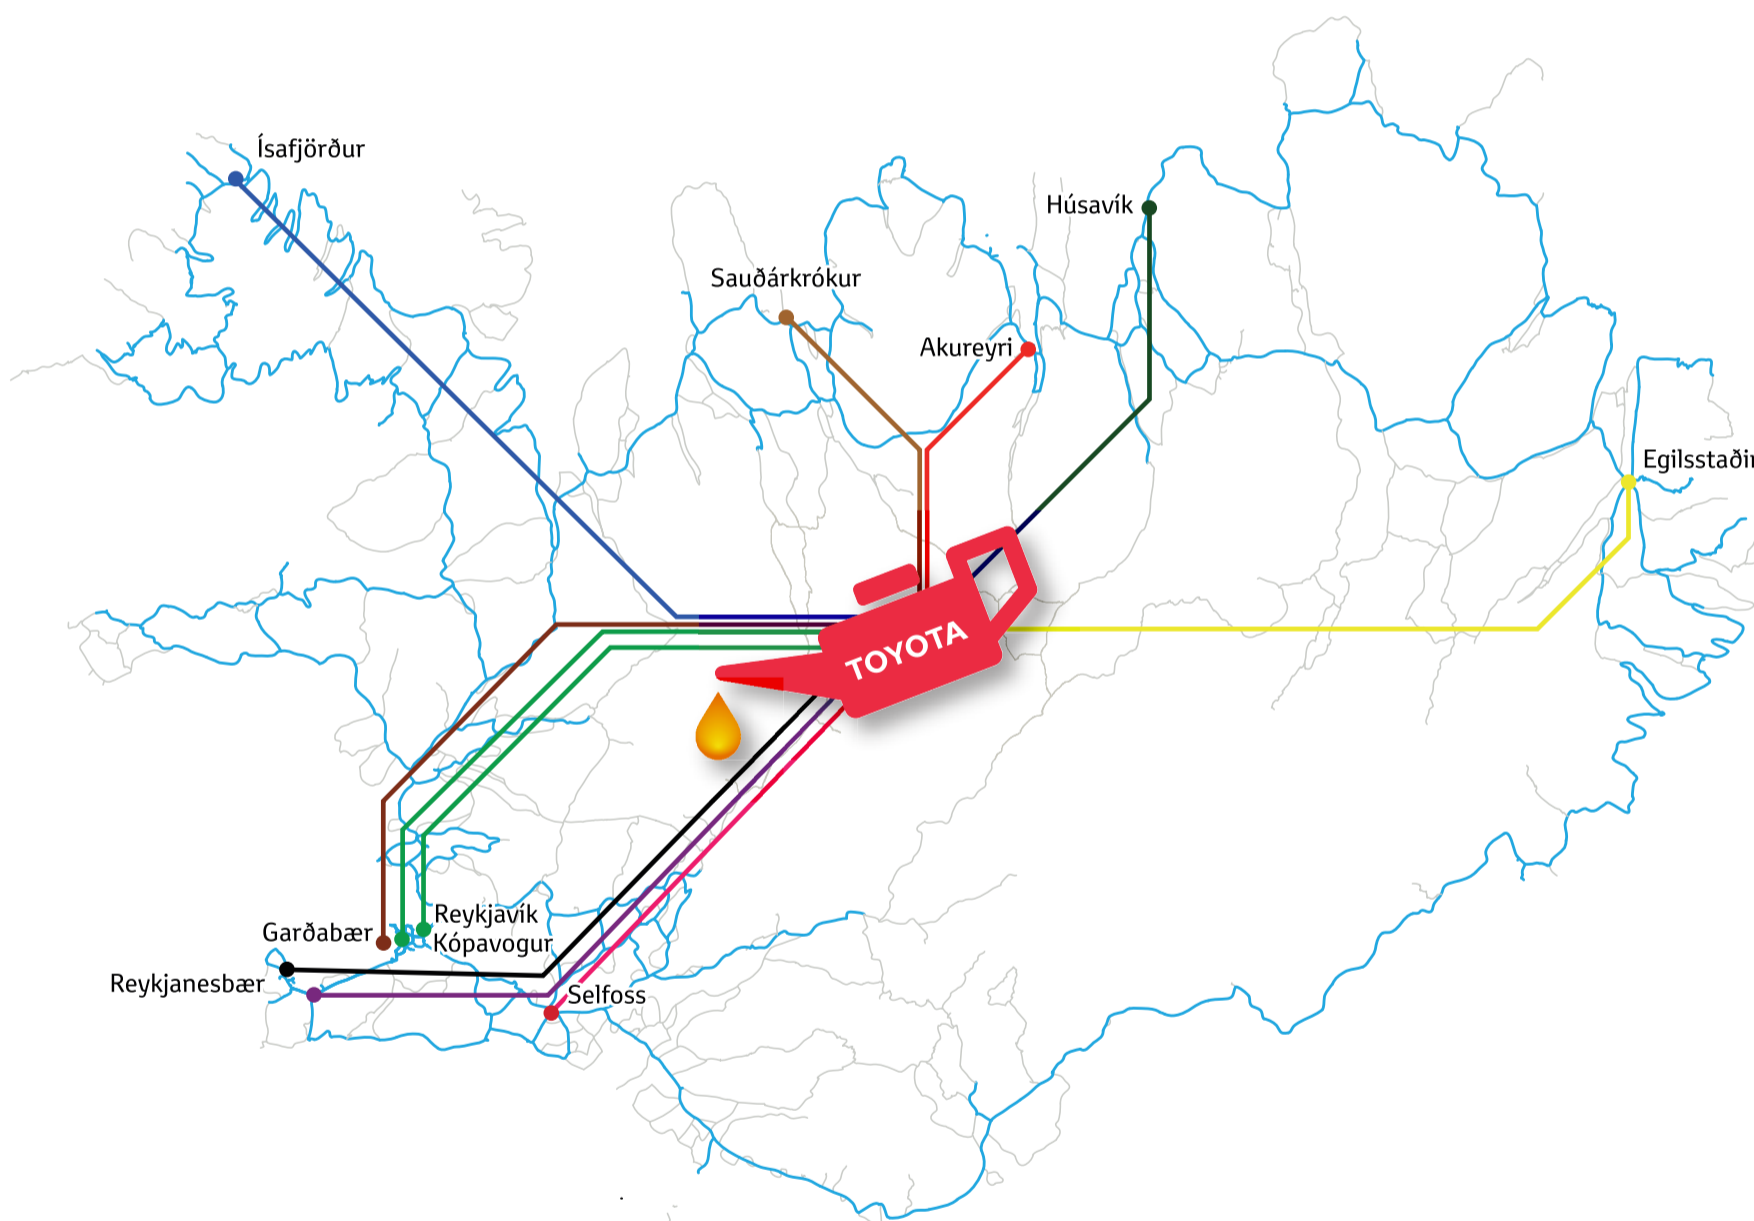 Ísafjörður
Húsavík
Sauðárkrókur
Akureyri
Egilsstaðir
TOYOTA
Reykjavík
Garðabær
Kópavogur
Reykjanesbær
Selfoss